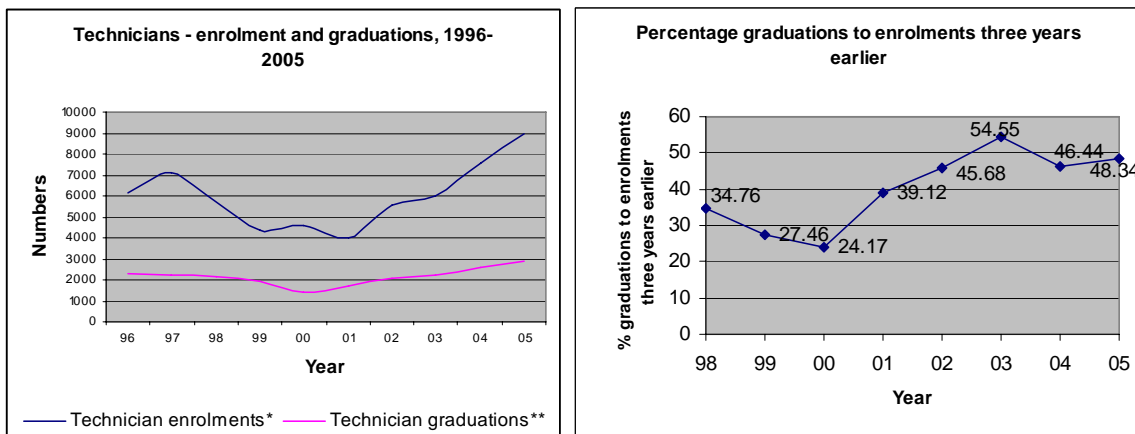 Technicians - enrolment and graduations, 1996-
2005
Numbers
10000
9000
8000
7000
6000
5000
4000
3000
2000
1000
0
96 97 98 99 00 01 02 03 04 05
Year
Technician enrolments* Technician graduations**
Percentage graduations to enrolments three years
earlier
% graduations to enrolments
three years earlier
60
50
40
30
20
10
0
34.76
27.46
24.17
39.12
45.68
54.55
46.44
48.34
98 99 00 01 02 03 04 05
Year